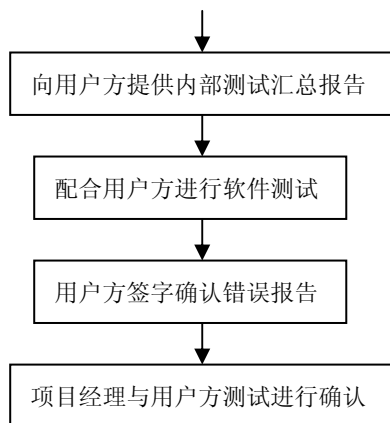 向用户方提供内部测试汇总报告
配合用户方进行软件测试
用户方签字确认错误报告
项目经理与用户方测试进行确认